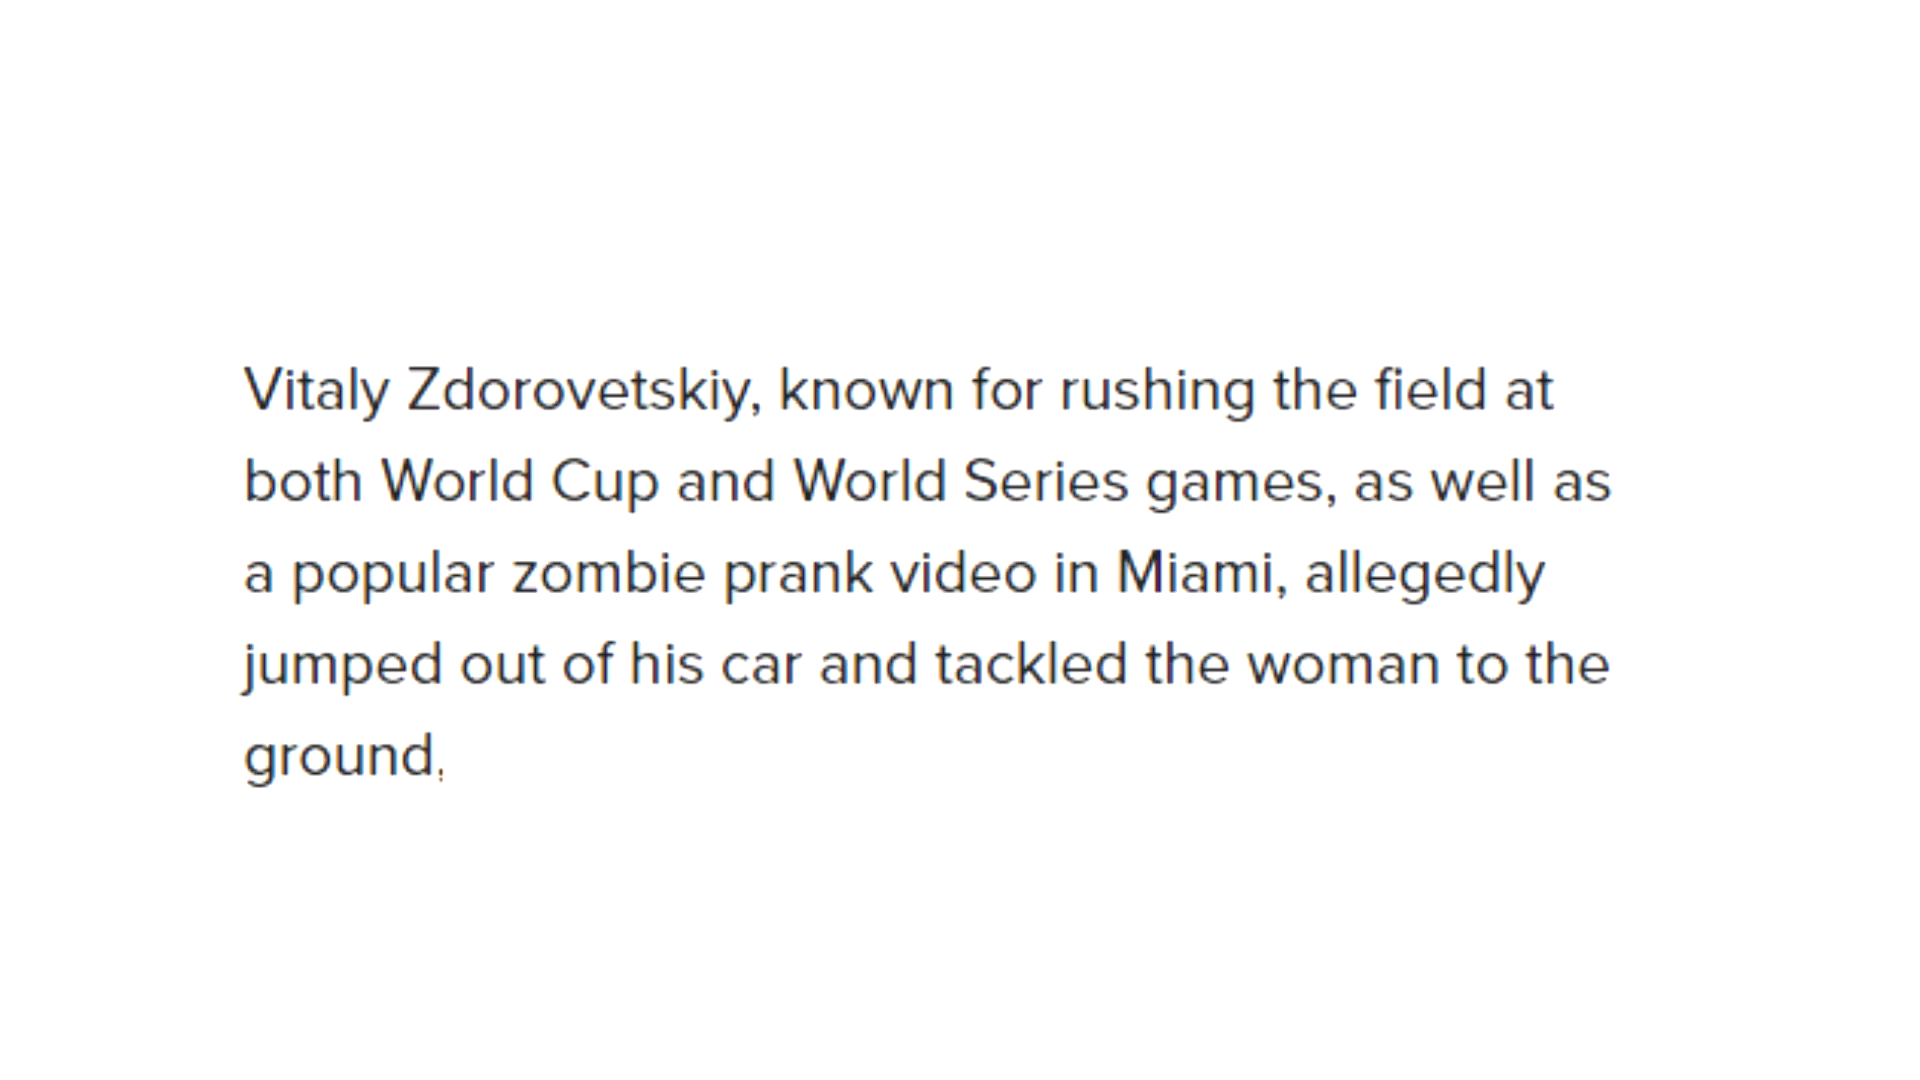 Vitaly Zdorovetskiy, known for rushing the field at
both World Cup and World Series games, as well as
a popular zombie prank video in Miami, allegedly
jumped out of his car and tackled the woman to the
ground,